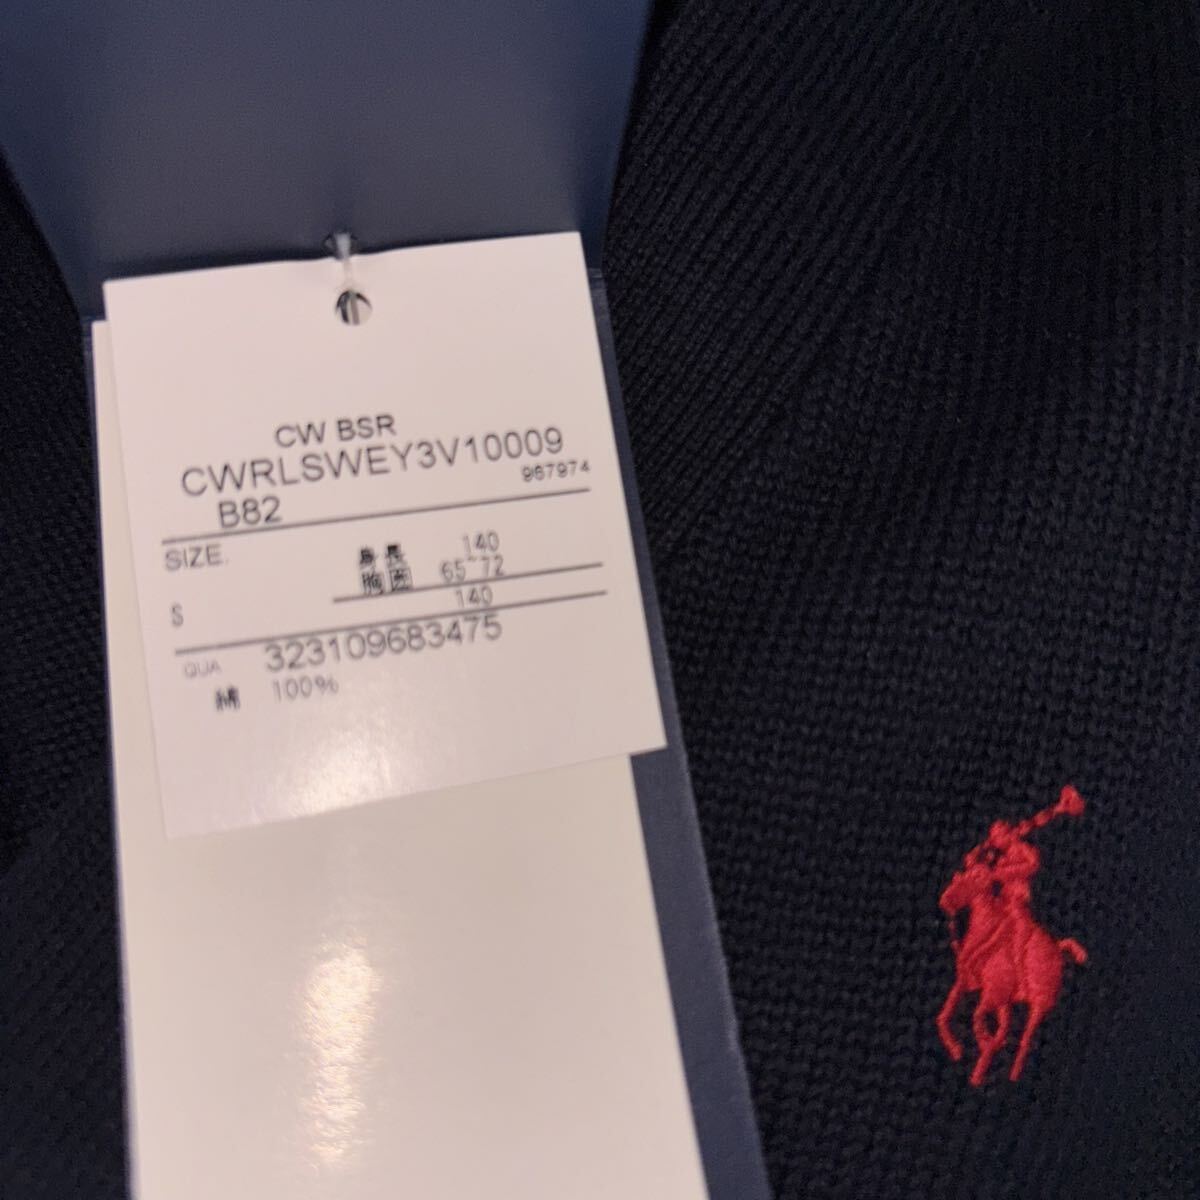 CW BSR
CWRLSWEY3V10009
967974
B82
SIZE. 身長 140
胸囲 65~72
S 140
323109683475
QUA
綿 100%